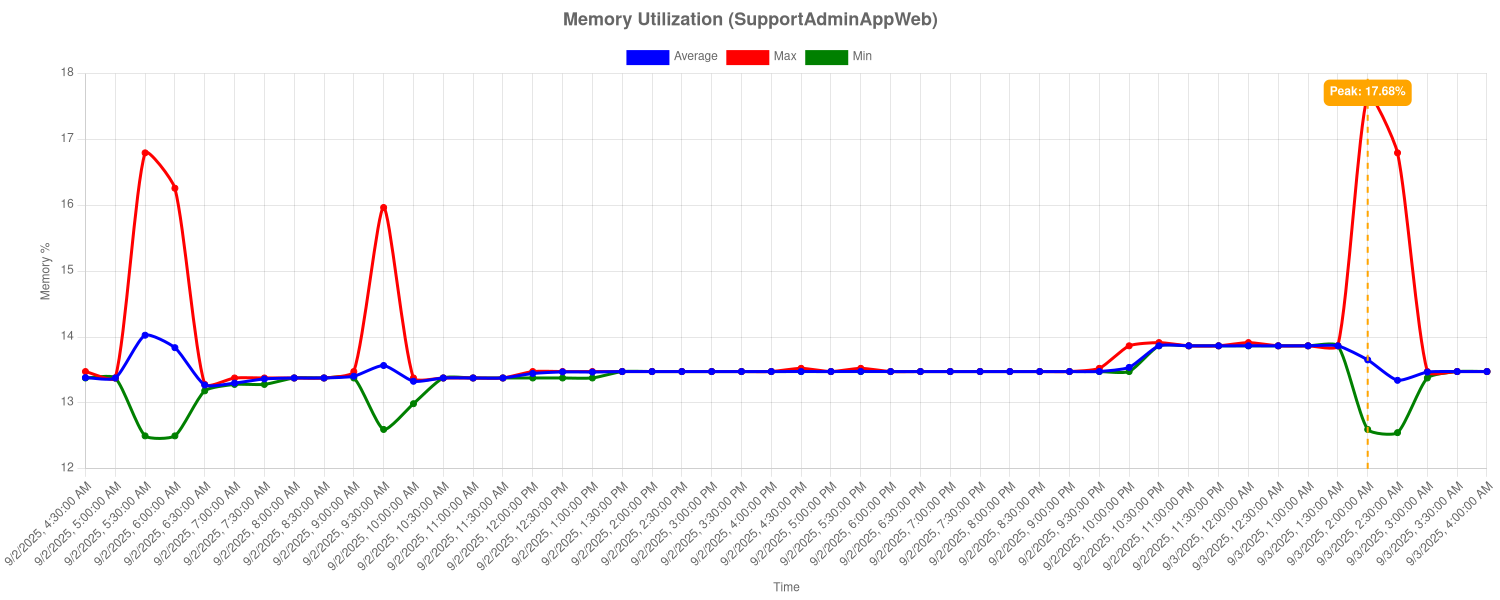 Memory Utilization (SupportAdminAppWeb)
Average Max Min
Peak: 17.68%
18
17
16
15
14
13
12
Memory %
9/2/2025, 4:30:00 AM
9/2/2025, 5:00:00 AM
9/2/2025, 5:30:00 AM
9/2/2025, 6:00:00 AM
9/2/2025, 6:30:00 AM
9/2/2025, 7:00:00 AM
9/2/2025, 7:30:00 AM
9/2/2025, 8:00:00 AM
9/2/2025, 8:30:00 AM
9/2/2025, 9:00:00 AM
9/2/2025, 9:30:00 AM
9/2/2025, 10:00:00 AM
9/2/2025, 10:30:00 AM
9/2/2025, 11:00:00 AM
9/2/2025, 11:30:00 AM
9/2/2025, 12:00:00 PM
9/2/2025, 12:30:00 PM
9/2/2025, 1:00:00 PM
9/2/2025, 1:30:00 PM
9/2/2025, 2:00:00 PM
9/2/2025, 2:30:00 PM
9/2/2025, 3:00:00 PM
9/2/2025, 3:30:00 PM
9/2/2025, 4:00:00 PM
9/2/2025, 4:30:00 PM
9/2/2025, 5:00:00 PM
9/2/2025, 5:30:00 PM
9/2/2025, 6:00:00 PM
9/2/2025, 6:30:00 PM
9/2/2025, 7:00:00 PM
9/2/2025, 7:30:00 PM
9/2/2025, 8:00:00 PM
9/2/2025, 8:30:00 PM
9/2/2025, 9:00:00 PM
9/2/2025, 9:30:00 PM
9/2/2025, 10:00:00 PM
9/2/2025, 10:30:00 PM
9/2/2025, 11:00:00 PM
9/2/2025, 11:30:00 PM
9/3/2025, 12:00:00 AM
9/3/2025, 12:30:00 AM
9/3/2025, 1:00:00 AM
9/3/2025, 1:30:00 AM
9/3/2025, 2:00:00 AM
9/3/2025, 2:30:00 AM
9/3/2025, 3:00:00 AM
9/3/2025, 3:30:00 AM
9/3/2025, 4:00:00 AM
Time